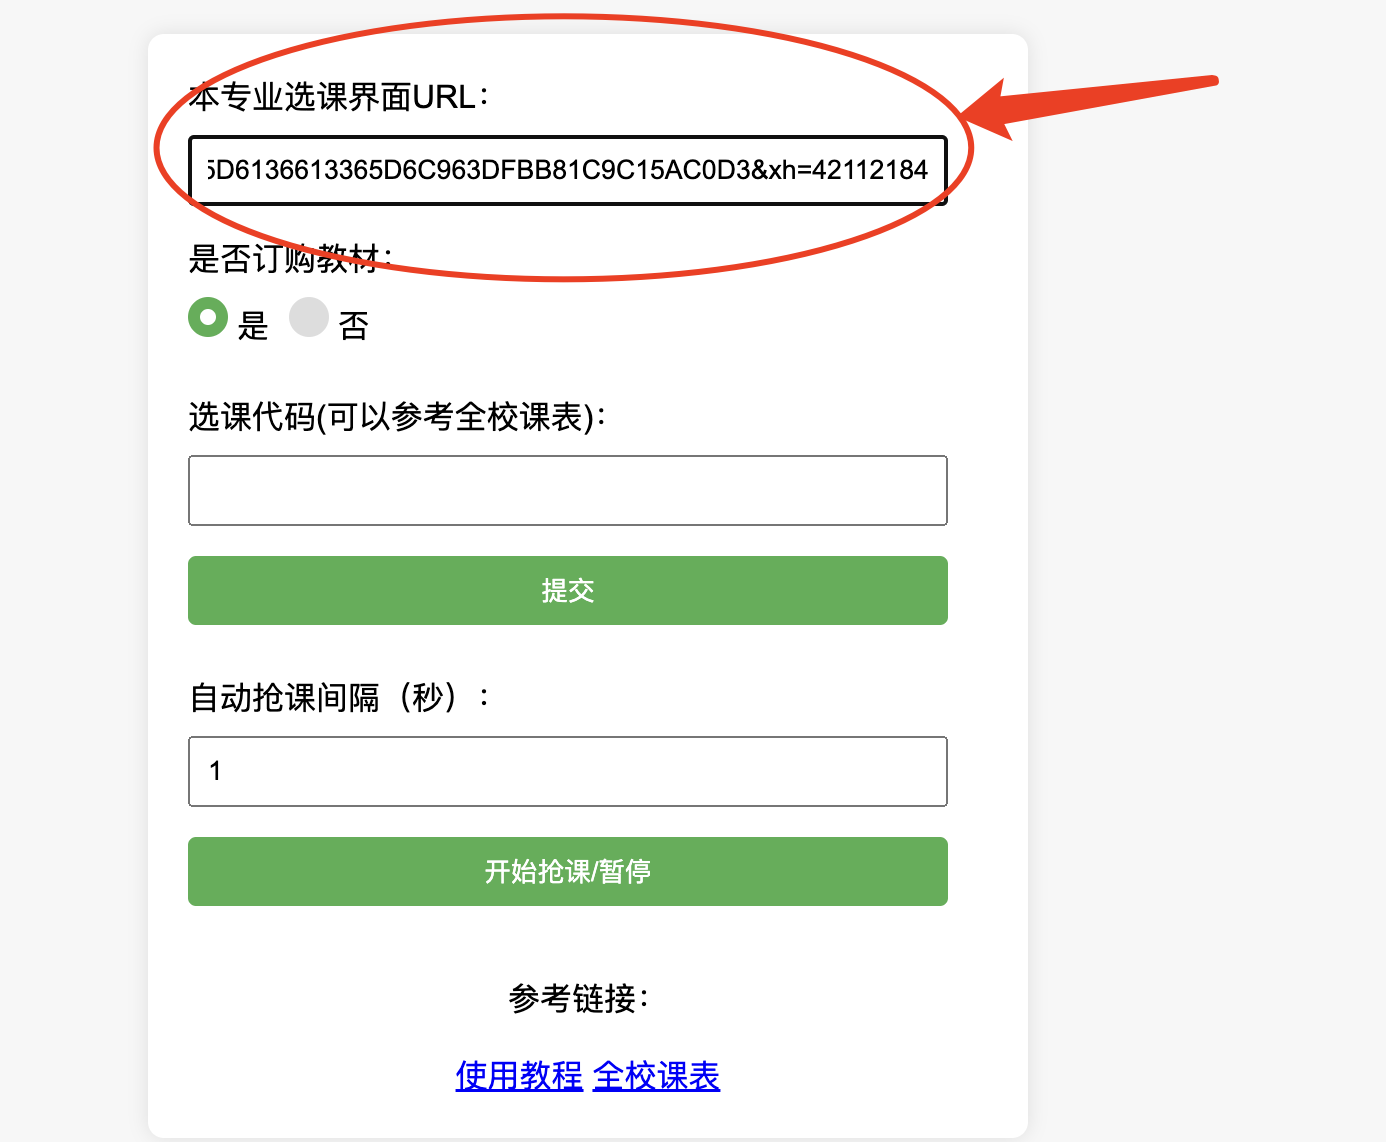 本专业选课界面URL：
5D6136613365D6C963DFBB81C9C15AC0D3&xh=42112184
是否订购教材：
是 否
选课代码(可以参考全校课表)：
提交
自动抢课间隔（秒）：
1
开始抢课/暂停
参考链接：
使用教程 全校课表